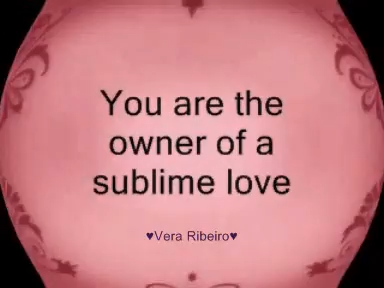 You are the
owner of a
sublime love
♥Vera Ribeiro♥